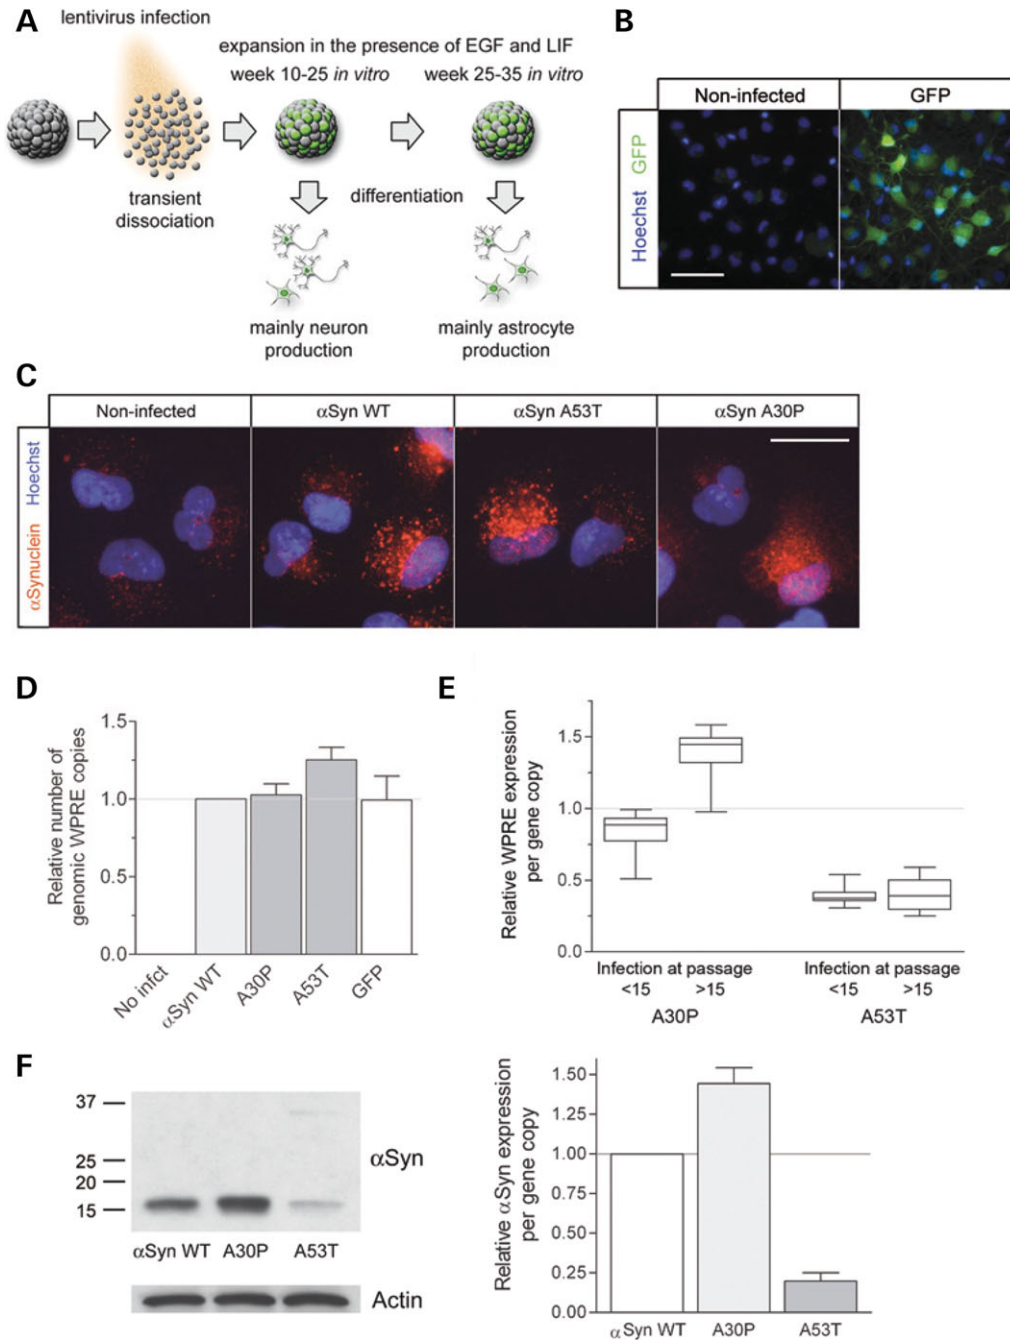 A
lentivirus infection
expansion in the presence of EGF and LIF
week 10-25 in vitro
week 25-35 in vitro
transient
dissociation
differentiation
mainly neuron
production
mainly astrocyte
production
B
Non-infected
GFP
Hoechst GFP
C
Non-infected
αSyn WT
αSyn A53T
αSyn A30P
αSynuclein Hoechst
D
Relative number of
genomic WPRE copies
1.5
1.0
0.5
0.0
No infct
αSyn WT
A30P
A53T
GFP
E
Relative WPRE expression
per gene copy
1.5
1.0
0.5
0.0
Infection at passage
<15 >15
A30P
Infection at passage
<15 >15
A53T
F
37
25
20
15
αSyn
αSyn WT A30P A53T
Actin
Relative αSyn expression
per gene copy
1.50
1.25
1.00
0.75
0.50
0.25
0.00
αSyn WT
A30P
A53T